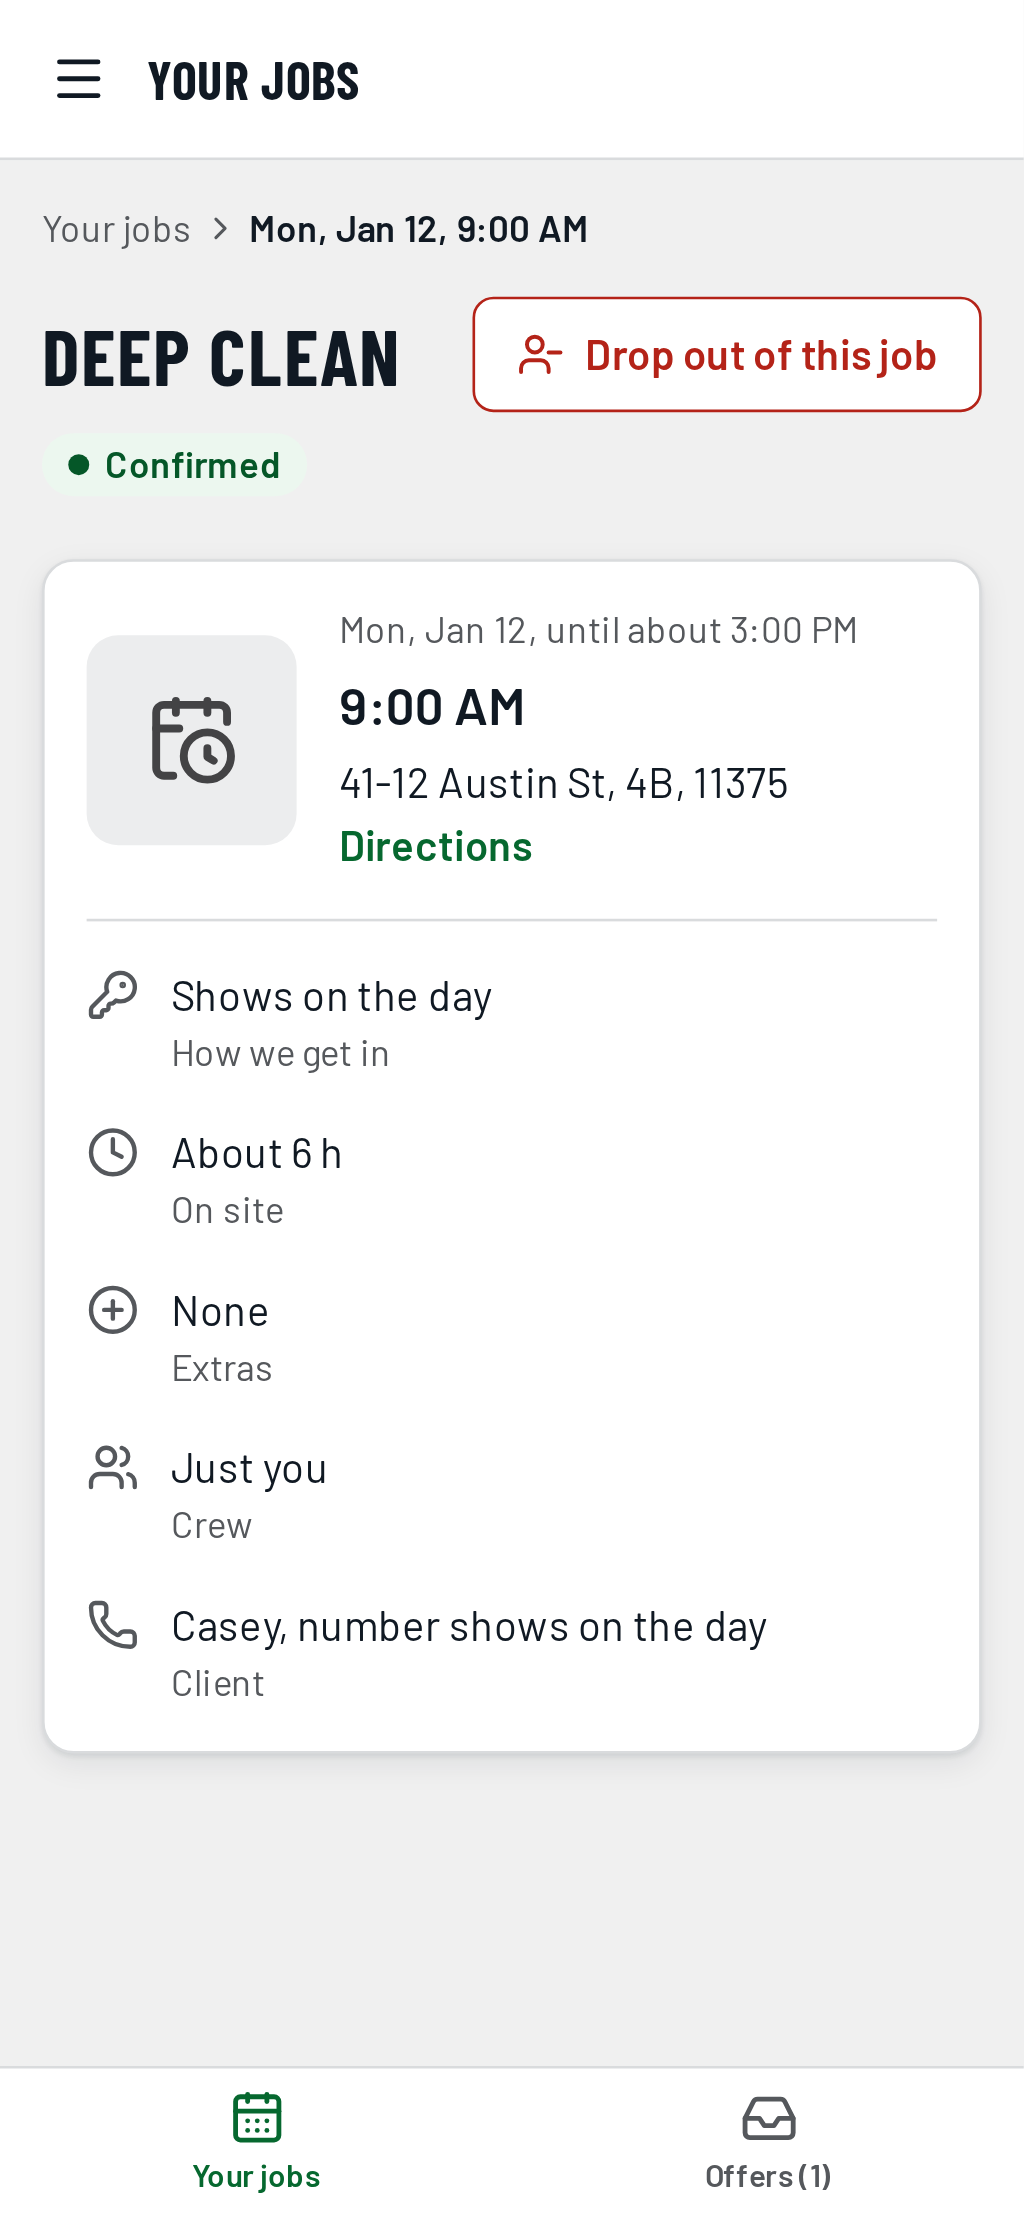 YOUR JOBS
Your jobs > Mon, Jan 12, 9:00 AM
DEEP CLEAN
Drop out of this job
Confirmed
Mon, Jan 12, until about 3:00 PM
9:00 AM
41-12 Austin St, 4B, 11375
Directions
Shows on the day
How we get in
About 6 h
On site
None
Extras
Just you
Crew
Casey, number shows on the day
Client
Your jobs
Offers (1)